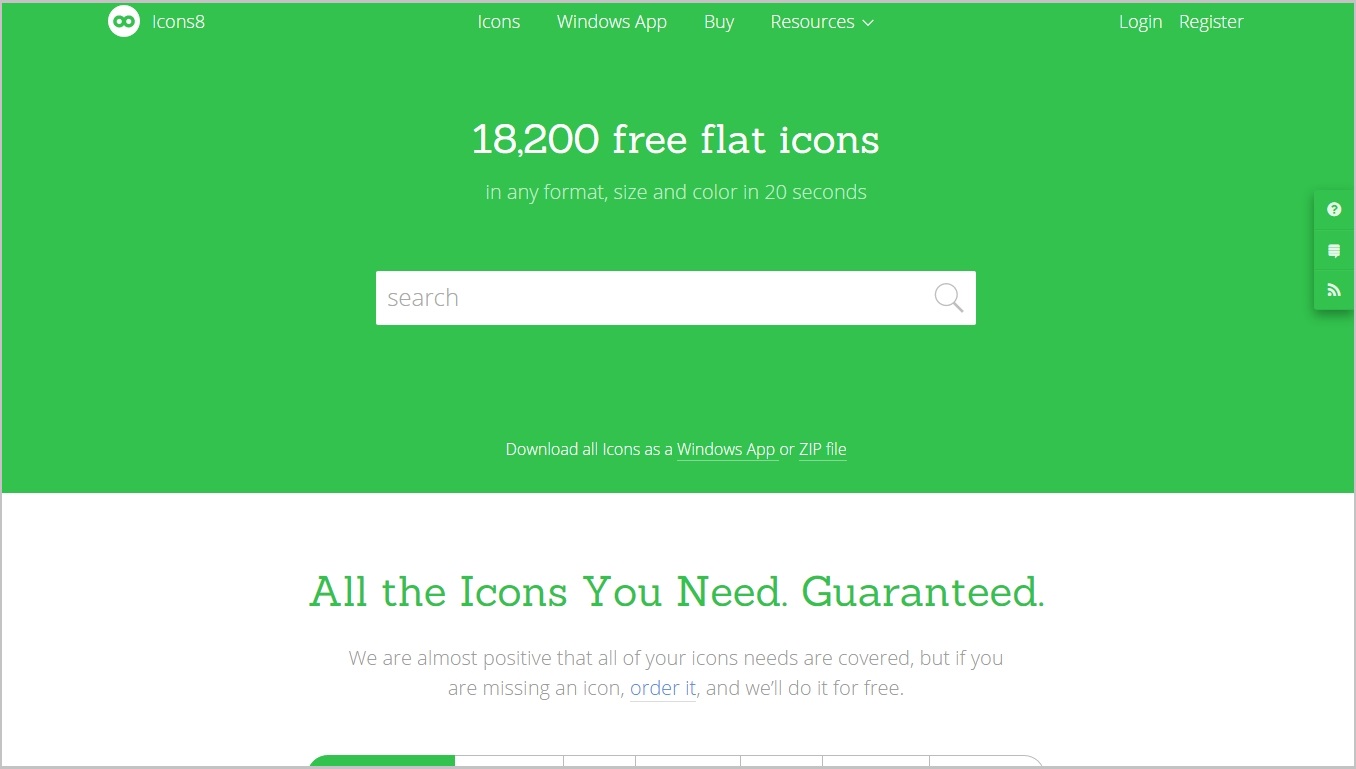 Icons8
Icons Windows App Buy Resources
Login Register
18,200 free flat icons
in any format, size and color in 20 seconds
search
Download all Icons as a Windows App or ZIP file
All the Icons You Need. Guaranteed.
We are almost positive that all of your icons needs are covered, but if you
are missing an icon, order it, and we'll do it for free.